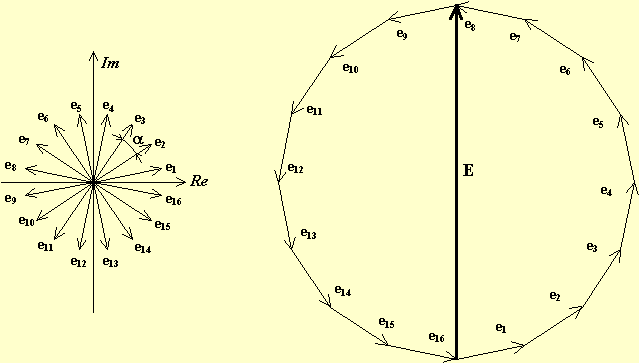 Im
e5 e4
e6 e3
α
e7 e2
e8 e1
Re
e9 e16
e10 e15
e11 e14
e12 e13
e9 e8 e7
e10 e6
e11 e5
E
e12 e4
e13 e3
e14 e2
e15 e16 e1